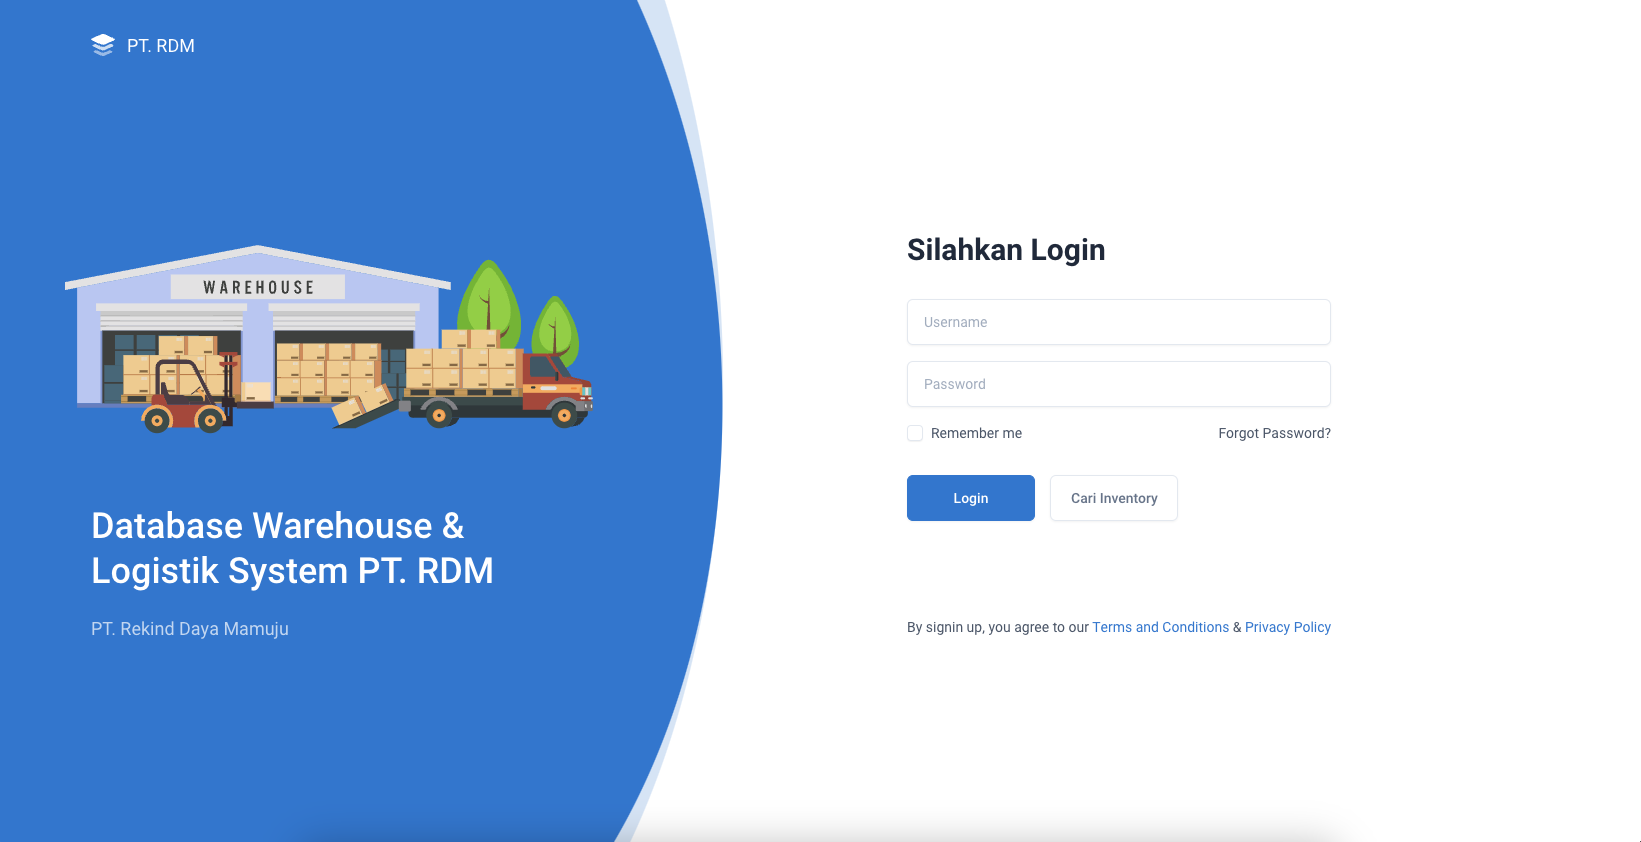 PT. RDM
WAREHOUSE
Database Warehouse &
Logistik System PT. RDM
PT. Rekind Daya Mamuju
Silahkan Login
Username
Password
Remember me
Forgot Password?
Login
Cari Inventory
By signin up, you agree to our Terms and Conditions & Privacy Policy